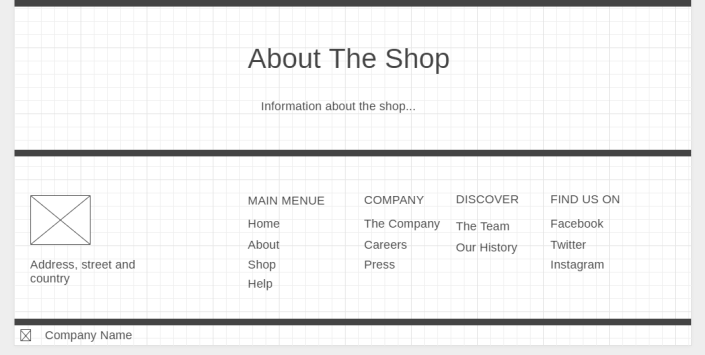 About The Shop
Information about the shop...
MAIN MENUE
Home
About
Shop
Help
COMPANY
The Company
Careers
Press
DISCOVER
The Team
Our History
FIND US ON
Facebook
Twitter
Instagram
Address, street and
country
Company Name